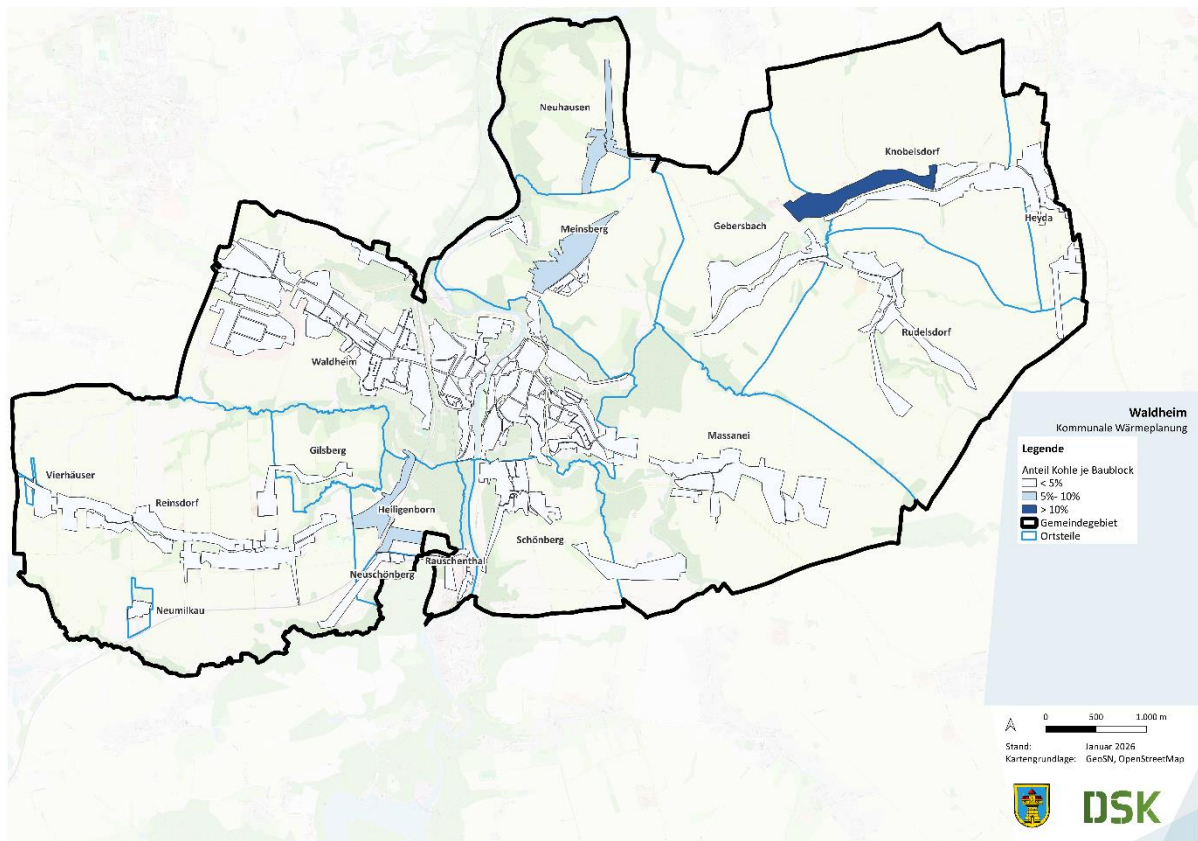 Neuhausen
Knobelsdorf
Meinsberg
Gebersbach
Heyda
Rudelsdorf
Waldheim
Massanei
Gilsberg
Vierhäuser
Reinsdorf
Heiligenborn
Schönberg
Rauschenthal
Neuschönberg
Neumilkau
Waldheim
Kommunale Wärmeplanung
Legende
Anteil Kohle je Baublock
< 5%
5%- 10%
> 10%
Gemeindegebiet
Ortsteile
0 500 1.000 m
Stand: Januar 2026
Kartengrundlage: GeoSN, OpenStreetMap
DSK